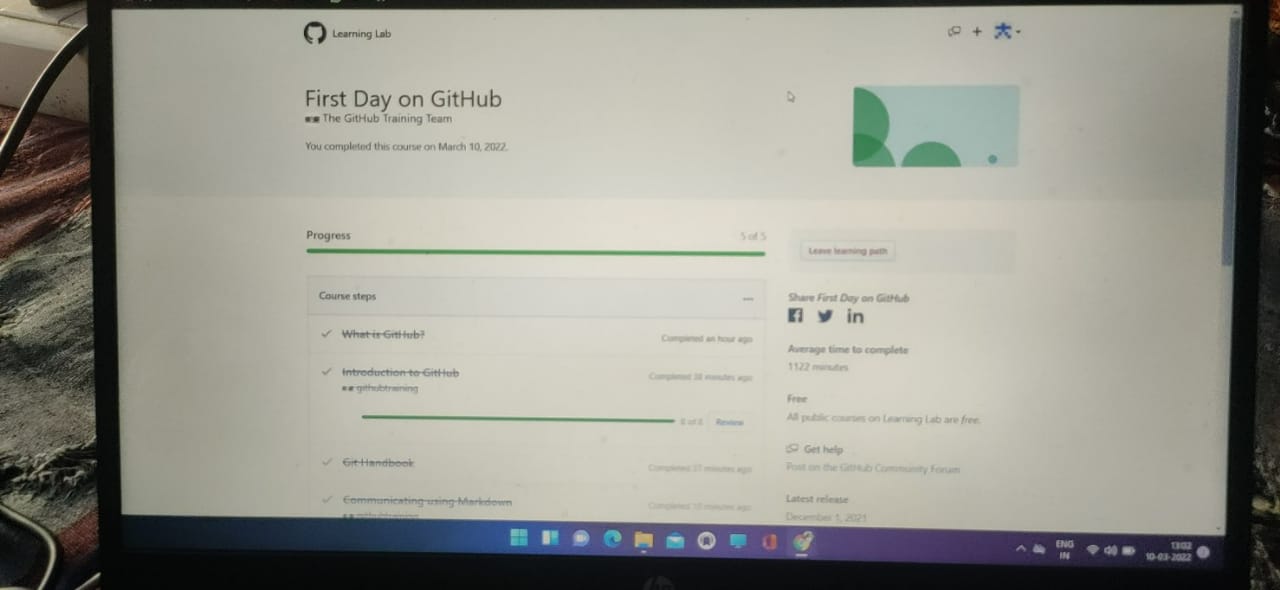 Learning Lab
First Day on GitHub
The GitHub Training Team
You completed this course on March 10, 2022.
Progress
5 of 5
Leave learning path
Course steps
Share First Day on GitHub
What is GitHub?
Completed an hour ago
Average time to complete
1122 minutes
Introduction to GitHub
Completed 38 minutes ago
githubtraining
Free
All public courses on Learning Lab are free.
8 of 8
Review
Get help
Post on the GitHub Community Forum
Git Handbook
Completed minutes ago
Communicating using Markdown
Completed minutes ago
githubtraining
Latest release
December 1, 2021
ENG
IN
13:02
10-03-2022
hp